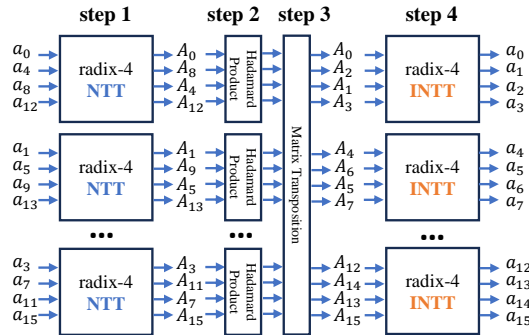 step 1 step 2 step 3 step 4
a₀ A₀ A₀ a₀
a₄ radix-4 A₈ Hadamard A₂ radix-4 a₁
a₈ NTT A₄ Product A₁ INTT a₂
a₁₂ A₁₂ A₃ a₃
Matrix Transposition
a₁ A₁ A₄ a₄
a₅ radix-4 A₉ Hadamard A₆ radix-4 a₅
a₉ NTT A₅ Product A₅ INTT a₆
a₁₃ A₁₃ A₇ a₇
... ... ...
a₃ A₃ A₁₂ a₁₂
a₇ radix-4 A₁₁ Hadamard A₁₄ radix-4 a₁₃
a₁₁ NTT A₇ Product A₁₃ INTT a₁₄
a₁₅ A₁₅ A₁₅ a₁₅